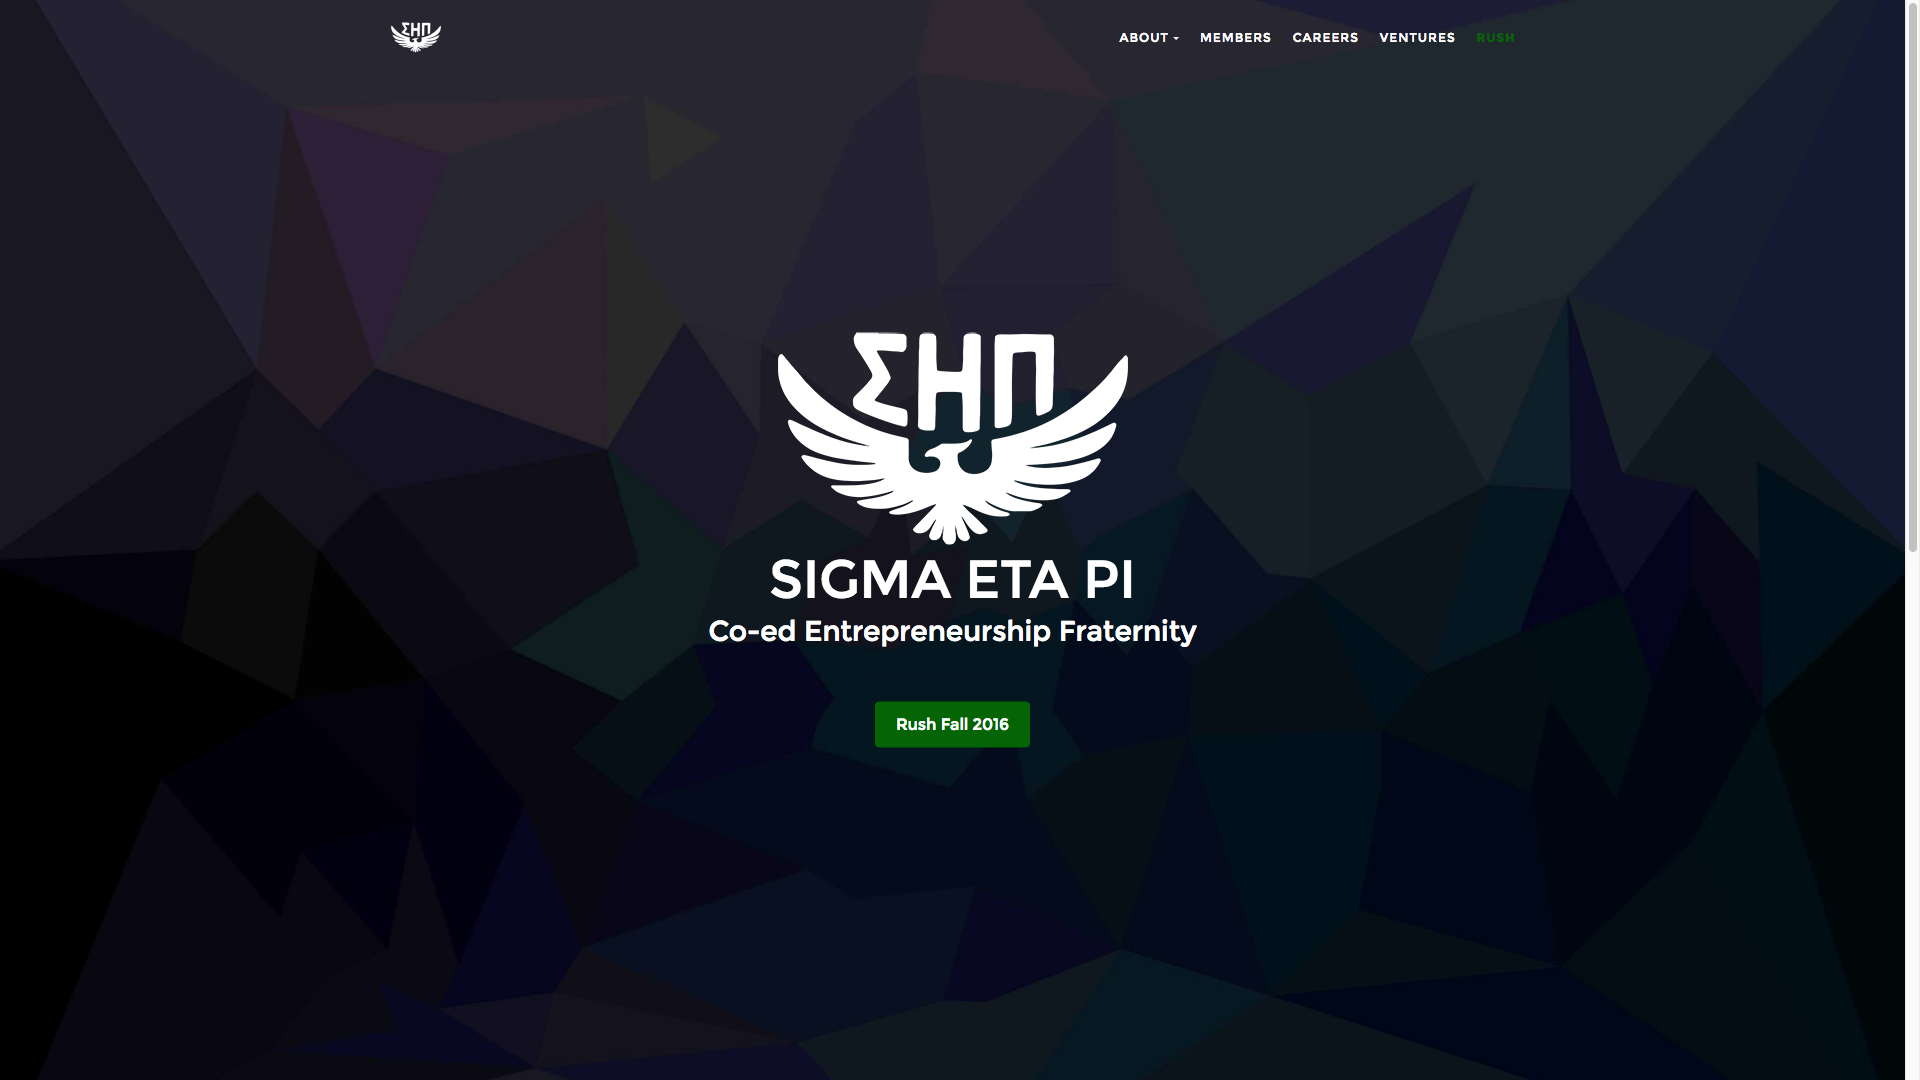 ΣΗΠ
ABOUT
MEMBERS
CAREERS
VENTURES
RUSH
ΣΗΠ
SIGMA ETA PI
Co-ed Entrepreneurship Fraternity
Rush Fall 2016